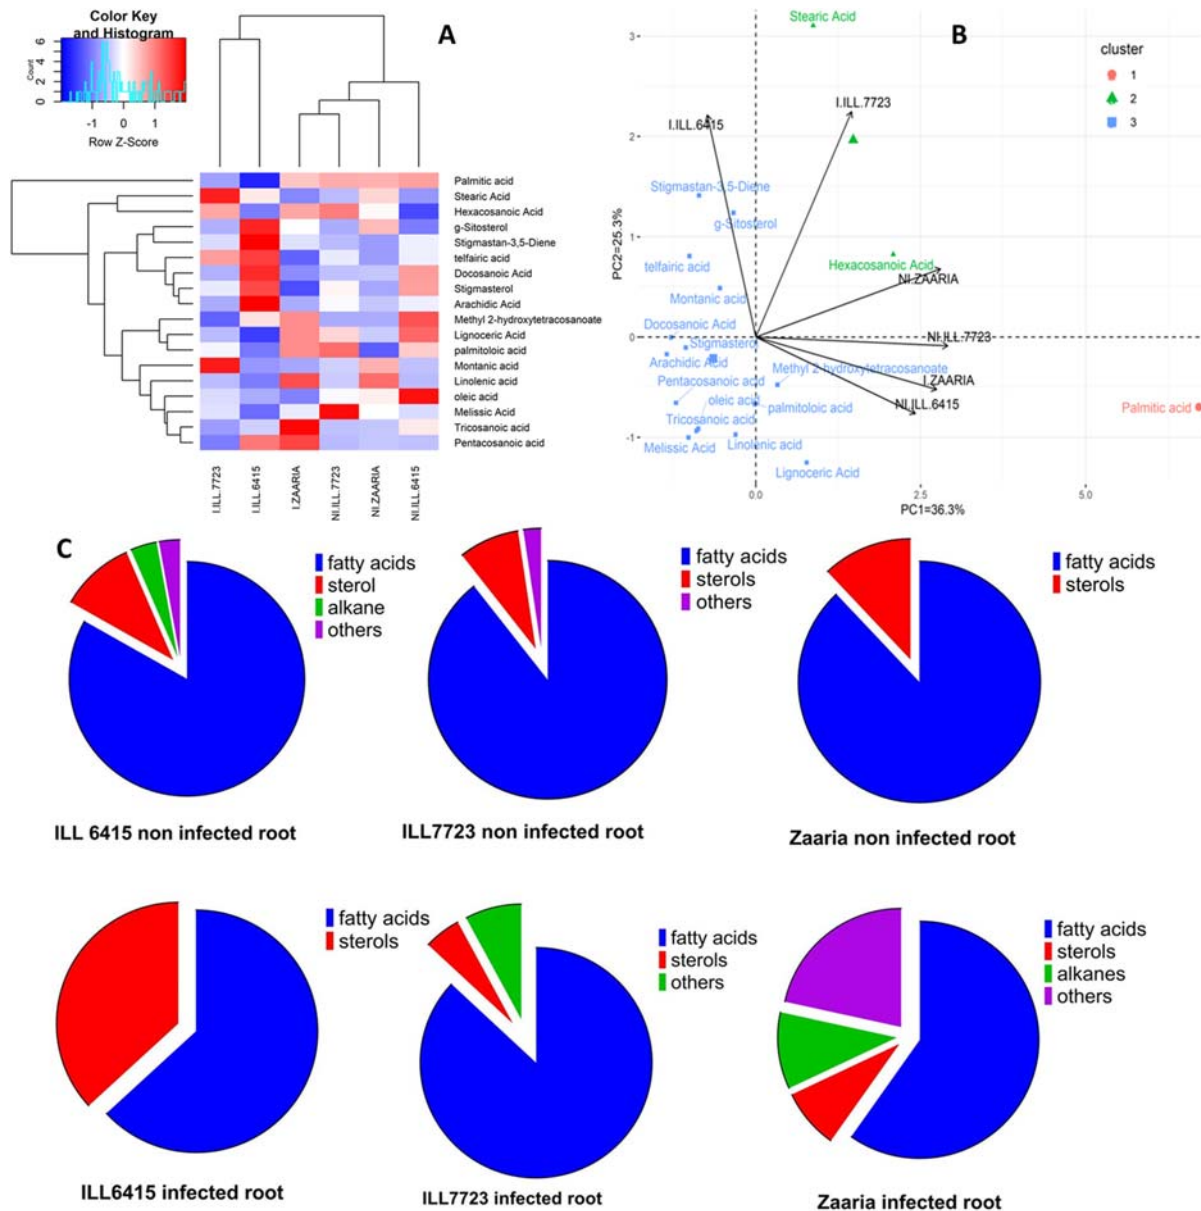 Color Key
and Histogram
Count
0 2 4 6
-1 0 1
Row Z-Score
A
Palmitic acid
Stearic Acid
Hexacosanoic Acid
g-Sitosterol
Stigmastan-3,5-Diene
telfairic acid
Docosanoic Acid
Stigmasterol
Arachidic Acid
Methyl 2-hydroxytetracosanoate
Lignoceric Acid
palmitoloic acid
Montanic acid
Linolenic acid
oleic acid
Melissic Acid
Tricosanoic acid
Pentacosanoic acid
I.ILL.7723
I.ILL.6415
I.ZAARIA
NI.ILL.7723
NI.ZAARIA
NI.ILL.6415
B
Stearic Acid
cluster
1
2
3
I.ILL.7723
I.ILL.6415
Stigmastan-3,5-Diene
g-Sitosterol
telfairic acid
Hexacosanoic Acid
NI.ZAARIA
Montanic acid
Docosanoic Acid
Stigmasterol
NI.ILL.7723
Arachidic Acid
Methyl 2-hydroxytetracosanoate
Pentacosanoic acid
I.ZAARIA
oleic acid
palmitoloic acid
NI.ILL.6415
Palmitic acid
Tricosanoic acid
Melissic Acid
Linolenic acid
Lignoceric Acid
3
2
1
0
-1
PC2=25.3%
0.0 2.5 5.0
PC1=36.3%
C
fatty acids
sterol
alkane
others
ILL 6415 non infected root
fatty acids
sterols
others
ILL7723 non infected root
fatty acids
sterols
Zaaria non infected root
fatty acids
sterols
ILL6415 infected root
fatty acids
sterols
others
ILL7723 infected root
fatty acids
sterols
alkanes
others
Zaaria infected root